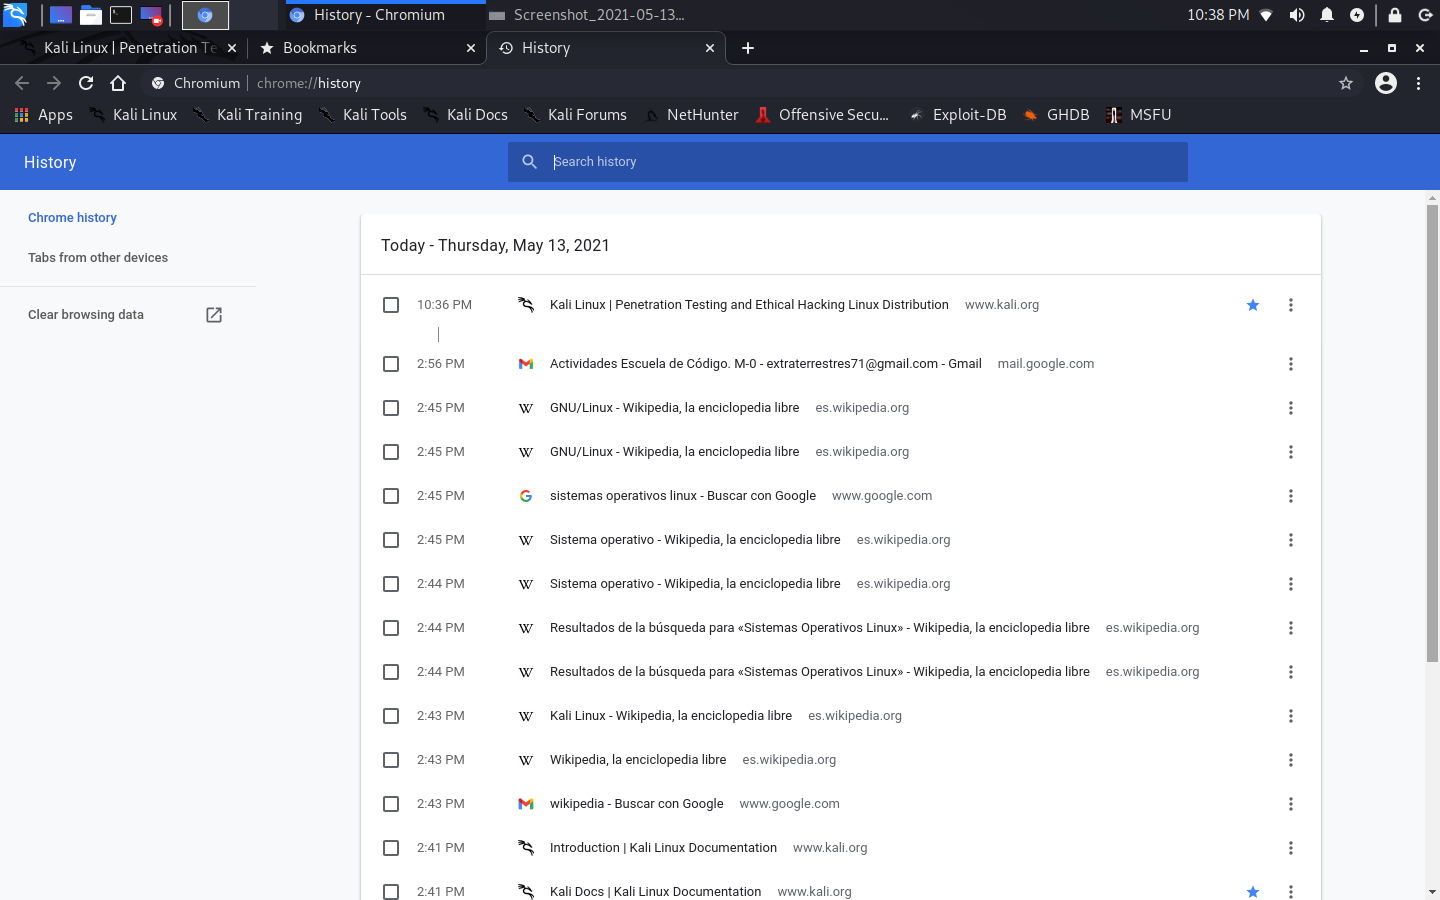 History - Chromium Screenshot_2021-05-13... 10:38 PM
Kali Linux | Penetration Te Bookmarks History
Chromium chrome://history
Apps Kali Linux Kali Training Kali Tools Kali Docs Kali Forums NetHunter Offensive Secu... Exploit-DB GHDB MSFU
History Search history
Chrome history
Tabs from other devices
Clear browsing data
Today - Thursday, May 13, 2021
10:36 PM Kali Linux | Penetration Testing and Ethical Hacking Linux Distribution www.kali.org
2:56 PM Actividades Escuela de Código. M-0 - extraterrestres71@gmail.com - Gmail mail.google.com
2:45 PM GNU/Linux - Wikipedia, la enciclopedia libre es.wikipedia.org
2:45 PM GNU/Linux - Wikipedia, la enciclopedia libre es.wikipedia.org
2:45 PM sistemas operativos linux - Buscar con Google www.google.com
2:45 PM Sistema operativo - Wikipedia, la enciclopedia libre es.wikipedia.org
2:44 PM Sistema operativo - Wikipedia, la enciclopedia libre es.wikipedia.org
2:44 PM Resultados de la búsqueda para «Sistemas Operativos Linux» - Wikipedia, la enciclopedia libre es.wikipedia.org
2:44 PM Resultados de la búsqueda para «Sistemas Operativos Linux» - Wikipedia, la enciclopedia libre es.wikipedia.org
2:43 PM Kali Linux - Wikipedia, la enciclopedia libre es.wikipedia.org
2:43 PM Wikipedia, la enciclopedia libre es.wikipedia.org
2:43 PM wikipedia - Buscar con Google www.google.com
2:41 PM Introduction | Kali Linux Documentation www.kali.org
2:41 PM Kali Docs | Kali Linux Documentation www.kali.org